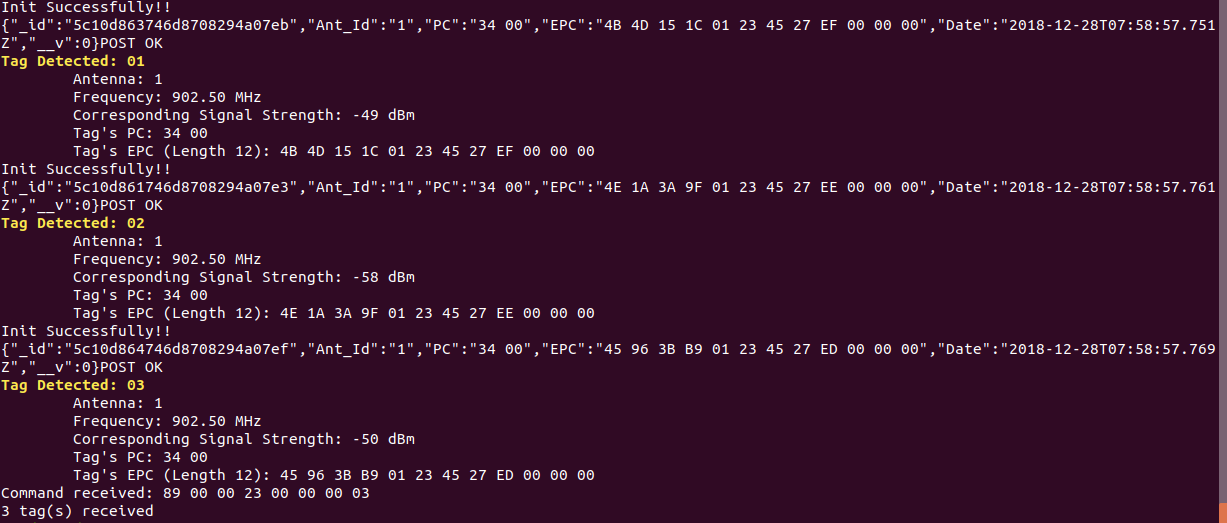 Init Successfully!!
{"_id":"5c10d863746d8708294a07eb","Ant_Id":"1","PC":"34 00","EPC":"4B 4D 15 1C 01 23 45 27 EF 00 00 00","Date":"2018-12-28T07:58:57.751
Z","__v":0}POST OK
Tag Detected: 01
Antenna: 1
Frequency: 902.50 MHz
Corresponding Signal Strength: -49 dBm
Tag's PC: 34 00
Tag's EPC (Length 12): 4B 4D 15 1C 01 23 45 27 EF 00 00 00
Init Successfully!!
{"_id":"5c10d861746d8708294a07e3","Ant_Id":"1","PC":"34 00","EPC":"4E 1A 3A 9F 01 23 45 27 EE 00 00 00","Date":"2018-12-28T07:58:57.761
Z","__v":0}POST OK
Tag Detected: 02
Antenna: 1
Frequency: 902.50 MHz
Corresponding Signal Strength: -58 dBm
Tag's PC: 34 00
Tag's EPC (Length 12): 4E 1A 3A 9F 01 23 45 27 EE 00 00 00
Init Successfully!!
{"_id":"5c10d864746d8708294a07ef","Ant_Id":"1","PC":"34 00","EPC":"45 96 3B B9 01 23 45 27 ED 00 00 00","Date":"2018-12-28T07:58:57.769
Z","__v":0}POST OK
Tag Detected: 03
Antenna: 1
Frequency: 902.50 MHz
Corresponding Signal Strength: -50 dBm
Tag's PC: 34 00
Tag's EPC (Length 12): 45 96 3B B9 01 23 45 27 ED 00 00 00
Command received: 89 00 00 23 00 00 00 03
3 tag(s) received